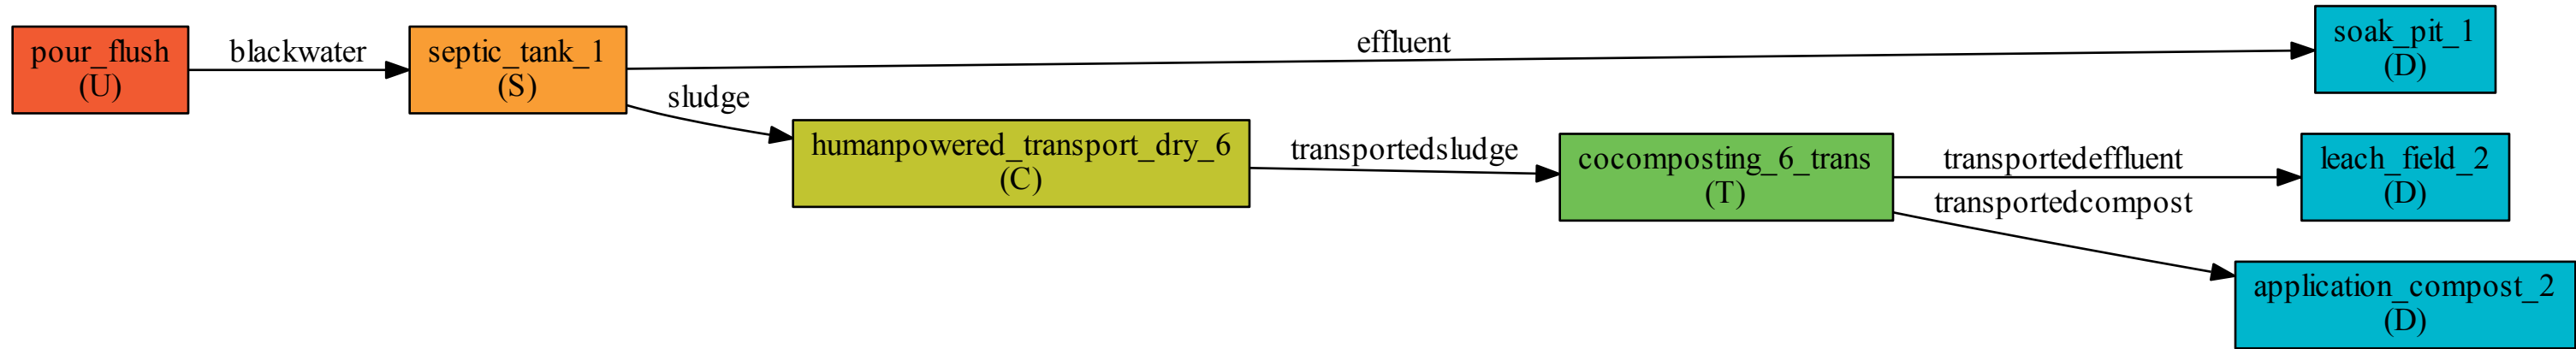 pour_flush
(U)
blackwater
septic_tank_1
(S)
effluent
soak_pit_1
(D)
sludge
humanpowered_transport_dry_6
(C)
transportedsludge
cocomposting_6_trans
(T)
transportedeffluent
leach_field_2
(D)
transportedcompost
application_compost_2
(D)